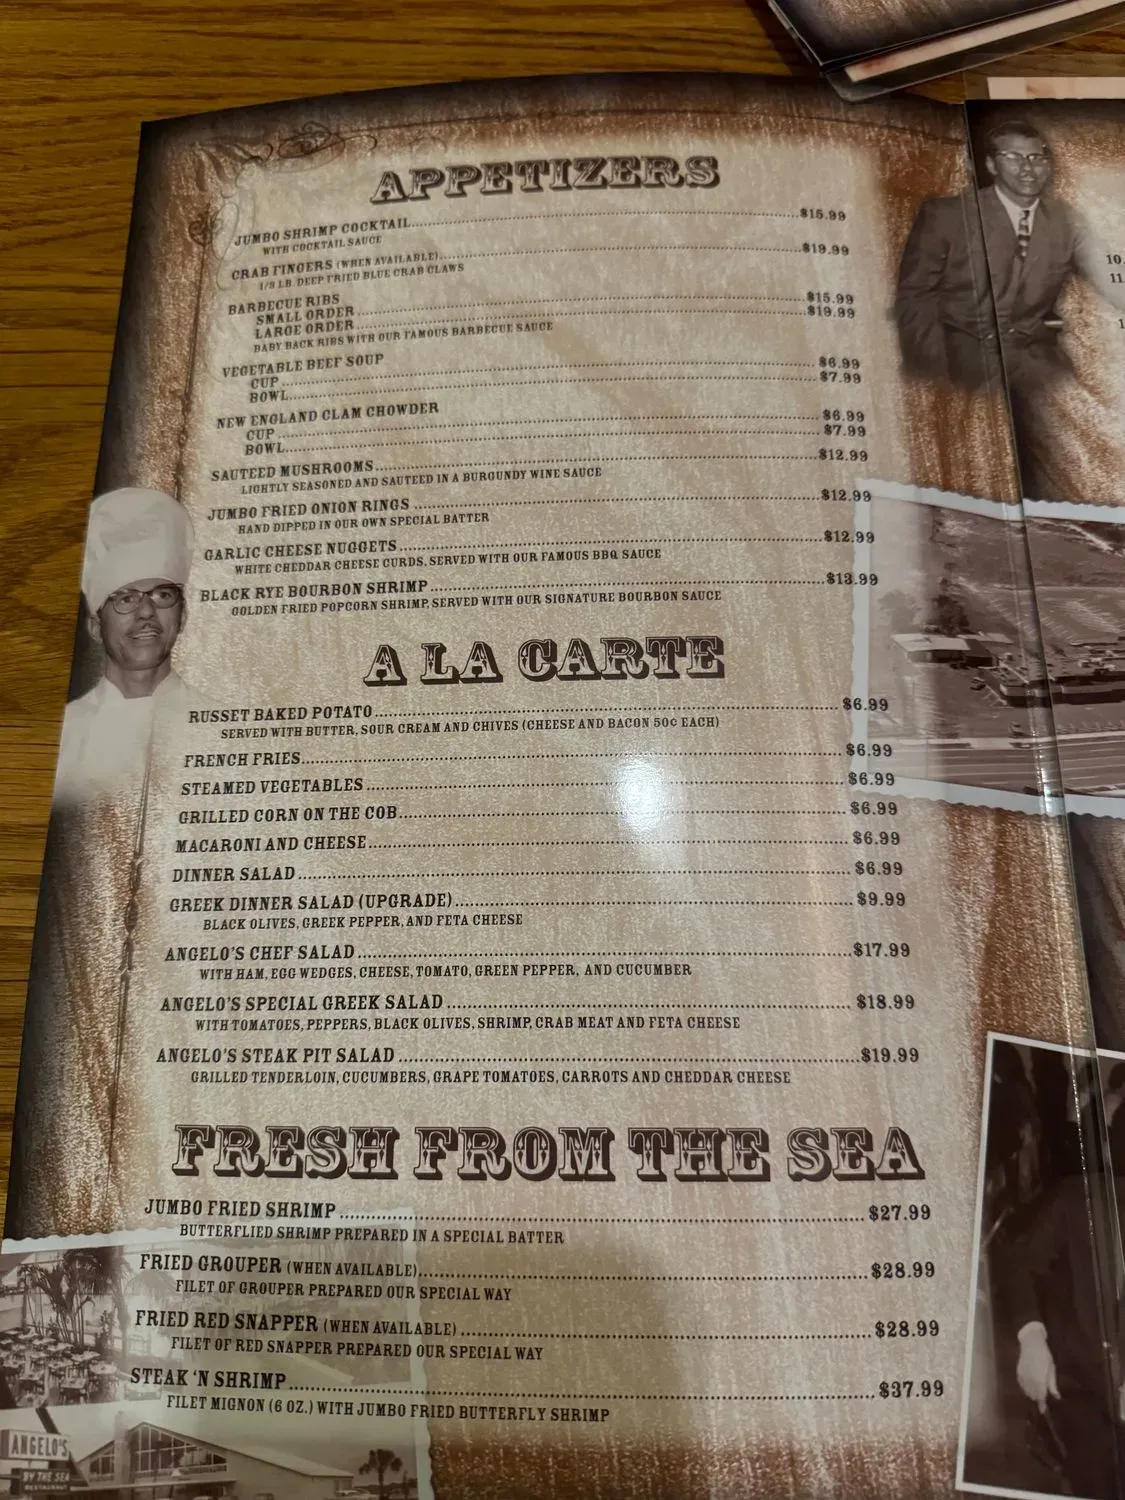 APPETIZERS
JUMBO SHRIMP COCKTAIL $15.99
WITH COCKTAIL SAUCE
CRAB FINGERS (WHEN AVAILABLE) $19.99
LB. DEEP FRIED BLUE CRAB CLAWS
BARBECUE RIBS
SMALL ORDER $15.99
LARGE ORDER $19.99
BABY BACK RIBS WITH OUR FAMOUS BARBECUE SAUCE
VEGETABLE BEEF SOUP
CUP $6.99
BOWL $7.99
NEW ENGLAND CLAM CHOWDER
CUP $6.99
BOWL $7.99
SAUTEED MUSHROOMS $12.99
LIGHTLY SEASONED AND SAUTEED IN A BURGUNDY WINE SAUCE
JUMBO FRIED ONION RINGS $12.99
HAND DIPPED IN OUR OWN SPECIAL BATTER
GARLIC CHEESE NUGGETS $12.99
WHITE CHEDDAR CHEESE CURDS, SERVED WITH OUR FAMOUS BBQ SAUCE
BLACK RYE BOURBON SHRIMP $13.99
GOLDEN FRIED POPCORN SHRIMP, SERVED WITH OUR SIGNATURE BOURBON SAUCE
A LA CARTE
RUSSET BAKED POTATO $6.99
SERVED WITH BUTTER, SOUR CREAM AND CHIVES (CHEESE AND BACON 50¢ EACH)
FRENCH FRIES $6.99
STEAMED VEGETABLES $6.99
GRILLED CORN ON THE COB $6.99
MACARONI AND CHEESE $6.99
DINNER SALAD $6.99
GREEK DINNER SALAD (UPGRADE) $9.99
BLACK OLIVES, GREEK PEPPER, AND FETA CHEESE
ANGELO'S CHEF SALAD $17.99
WITH HAM, EGG WEDGES, CHEESE, TOMATO, GREEN PEPPER, AND CUCUMBER
ANGELO'S SPECIAL GREEK SALAD $18.99
WITH TOMATOES, PEPPERS, BLACK OLIVES, SHRIMP, CRAB MEAT AND FETA CHEESE
ANGELO'S STEAK PIT SALAD $19.99
GRILLED TENDERLOIN, CUCUMBERS, GRAPE TOMATOES, CARROTS AND CHEDDAR CHEESE
FRESH FROM THE SEA
JUMBO FRIED SHRIMP $27.99
BUTTERFLIED SHRIMP PREPARED IN A SPECIAL BATTER
FRIED GROUPER (WHEN AVAILABLE) $28.99
FILET OF GROUPER PREPARED OUR SPECIAL WAY
FRIED RED SNAPPER (WHEN AVAILABLE) $28.99
FILET OF RED SNAPPER PREPARED OUR SPECIAL WAY
STEAK 'N SHRIMP $37.99
FILET MIGNON (6 OZ.) WITH JUMBO FRIED BUTTERFLY SHRIMP
ANGELO'S
BY THE SEA
RESTAURANT
10.
11.